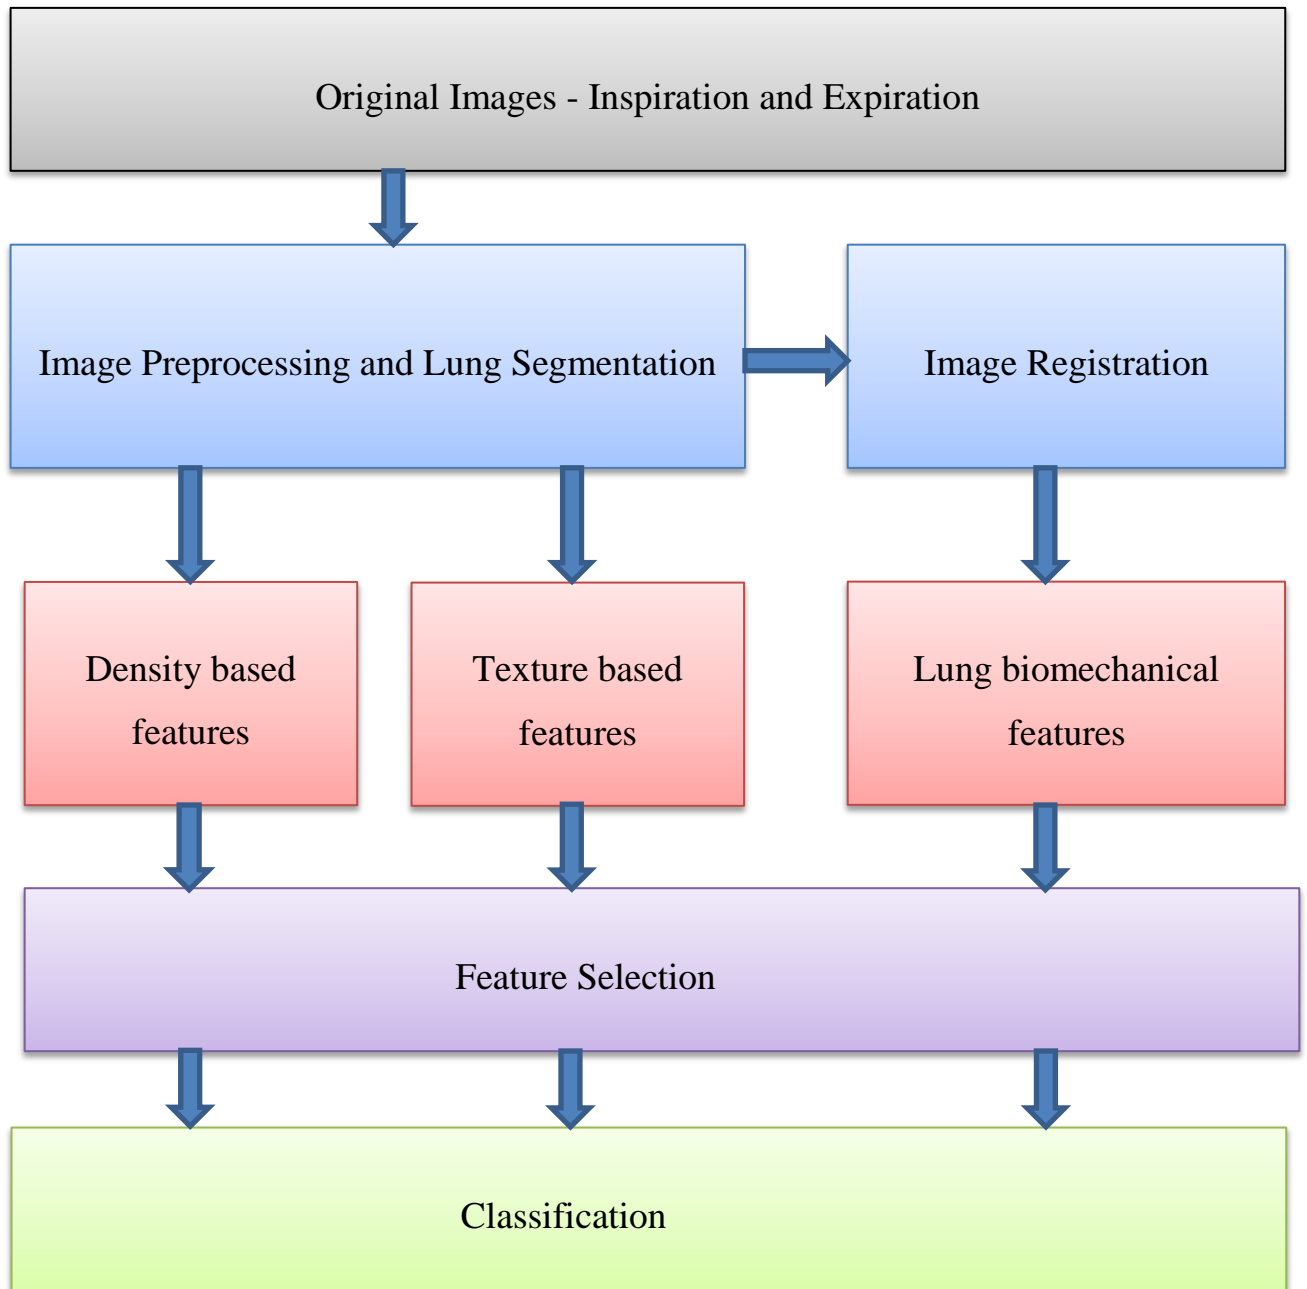 Original Images - Inspiration and Expiration
Image Preprocessing and Lung Segmentation
Image Registration
Density based
features
Texture based
features
Lung biomechanical
features
Feature Selection
Classification